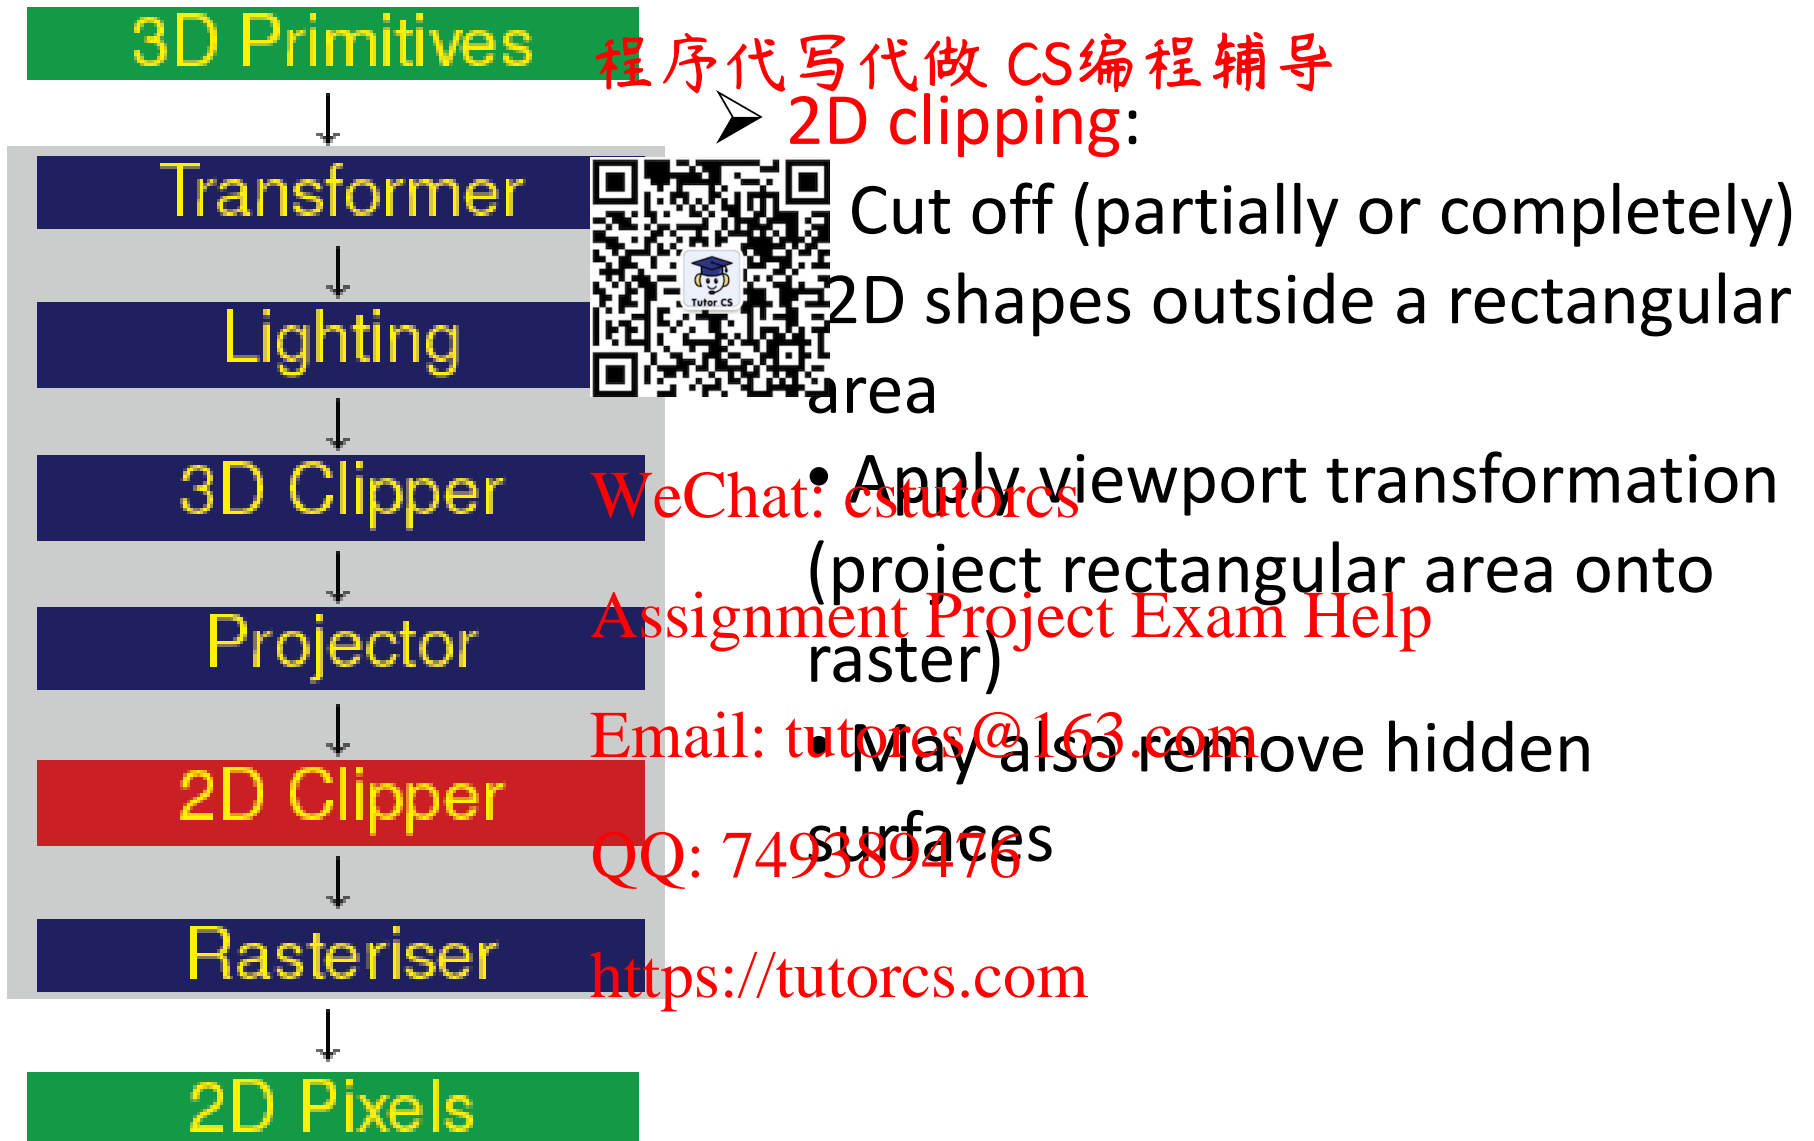 3D Primitives
Transformer
Lighting
3D Clipper
Projector
2D Clipper
Rasteriser
2D Pixels
程序代写代做 CS编程辅导
➢ 2D clipping:
Cut off (partially or completely)
2D shapes outside a rectangular
area
• Apply viewport transformation
(project rectangular area onto
raster)
• May also remove hidden
surfaces
Tutor CS
WeChat: cstutorcs
Assignment Project Exam Help
Email: tutorcs@163.com
QQ: 749389476
https://tutorcs.com